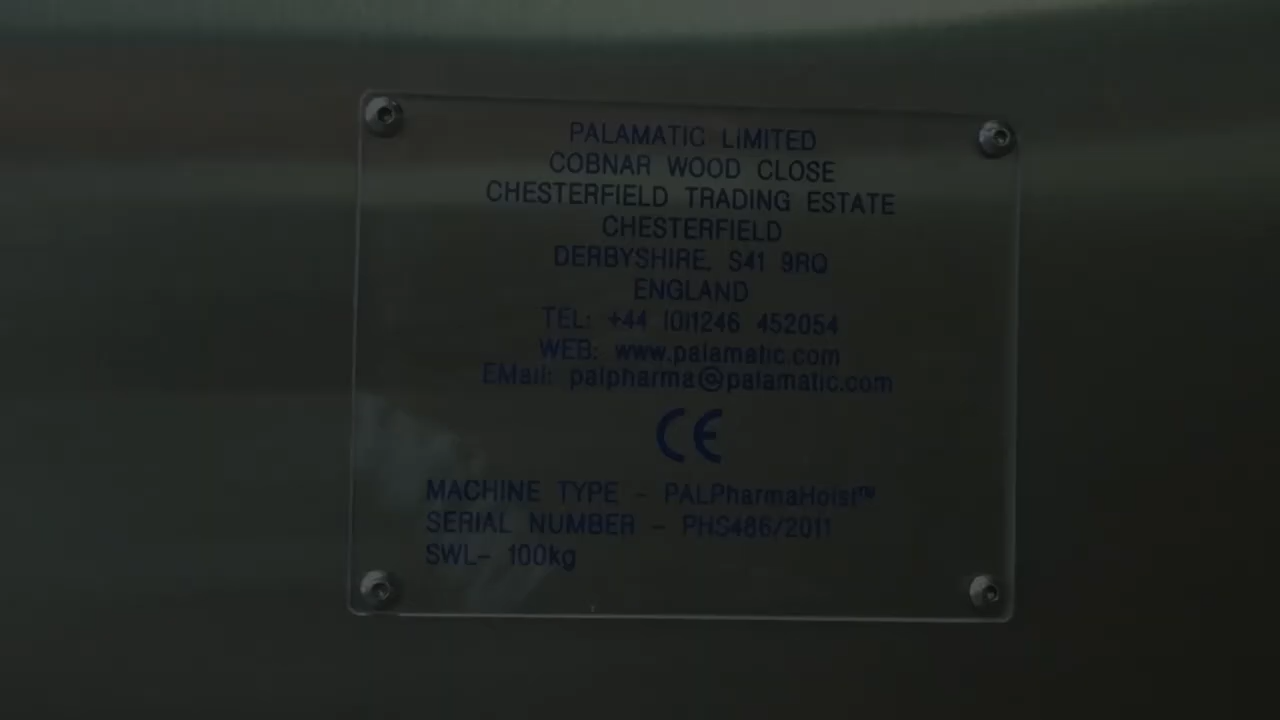 PALAMATIC LIMITED
COBNAR WOOD CLOSE
CHESTERFIELD TRADING ESTATE
CHESTERFIELD
DERBYSHIRE, S41 9RQ
ENGLAND
TEL: +44 (0)1246 452054
WEB: www.palamatic.com
EMail: palpharma@palamatic.com
CE
MACHINE TYPE - PALPharmaHoist™
SERIAL NUMBER - PHS486/2011
SWL- 100kg